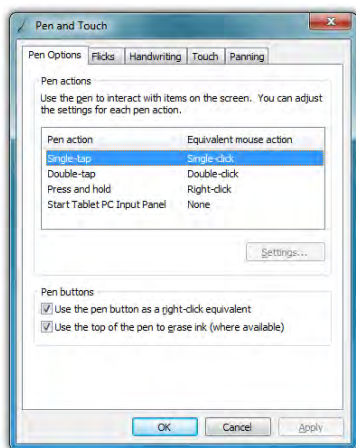 Pen and Touch
Pen Options Flicks Handwriting Touch Panning
Pen actions
Use the pen to interact with items on the screen. You can adjust
the settings for each pen action.
Pen action Equivalent mouse action
Single-tap Single-click
Double-tap Double-click
Press and hold Right-click
Start Tablet PC Input Panel None
Settings...
Pen buttons
Use the pen button as a right-click equivalent
Use the top of the pen to erase ink (where available)
OK Cancel Apply